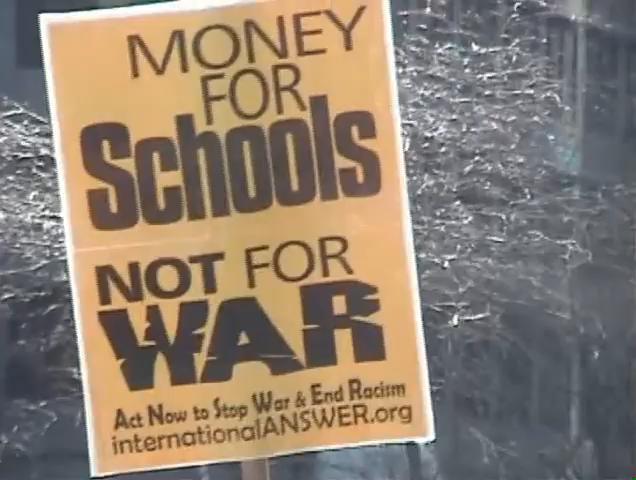 MONEY
FOR
Schools
NOT FOR
WAR
Act Now to Stop War & End Racism
internationalANSWER.org